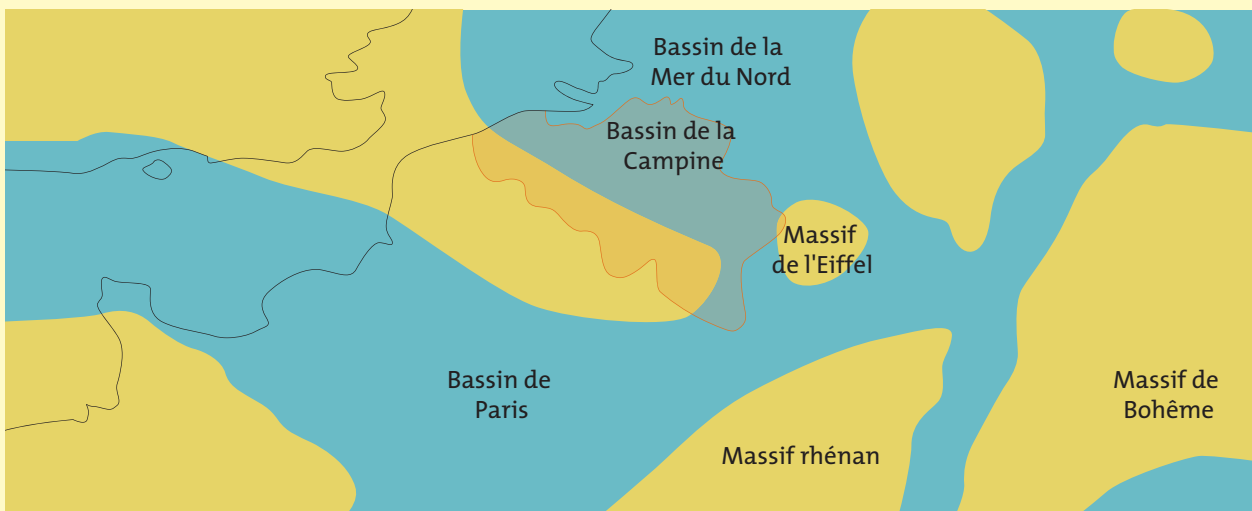 Bassin de la
Mer du Nord
Bassin de la
Campine
Massif
de l'Eiffel
Bassin de
Paris
Massif de
Bohême
Massif rhénan